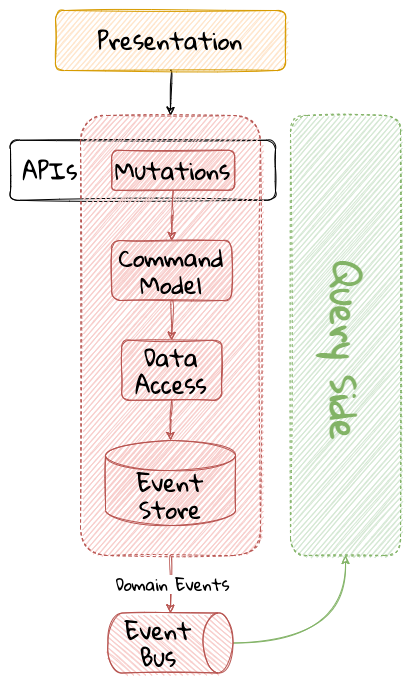 Presentation
APIs
Mutations
Command
Model
Data
Access
Event
Store
Query Side
Domain Events
Event
Bus